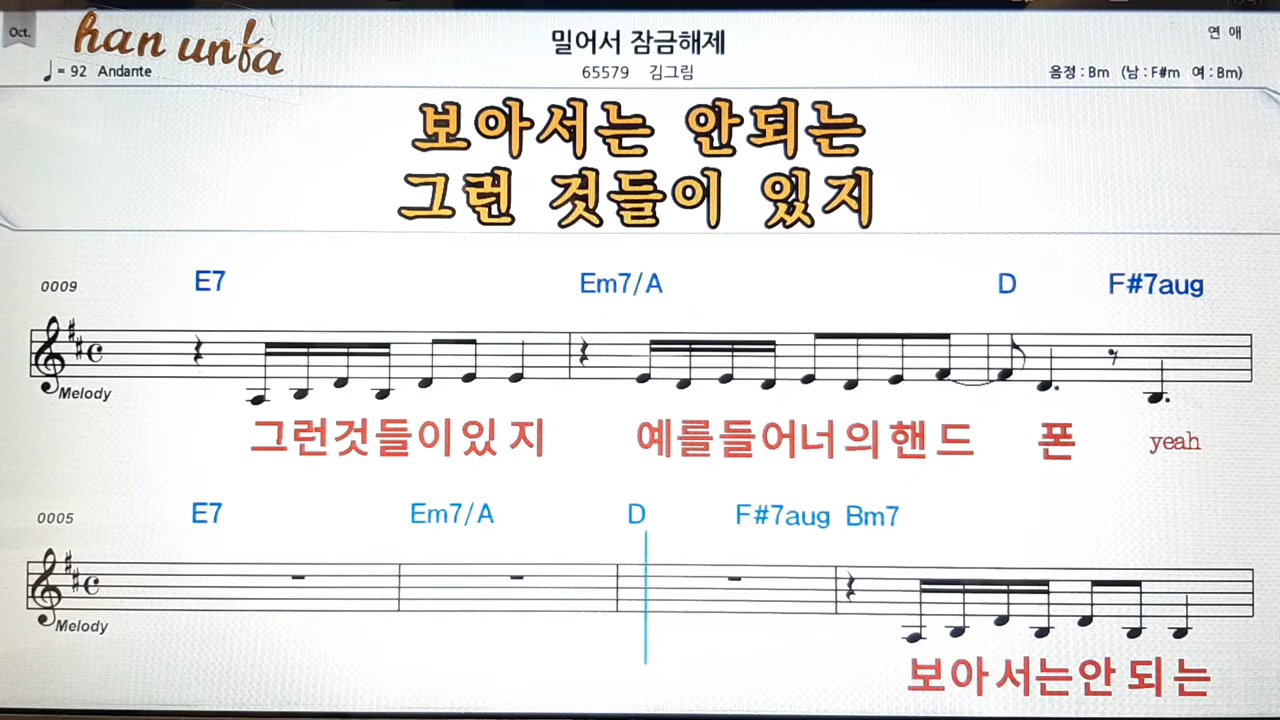 Oct.
han unfa
밀어서 잠금해제
연 애
♩= 92 Andante
65579 김그림
음정 : Bm (남 : F#m 여 : Bm)
보아서는 안되는
그런 것들이 있지
0009 E7 Em7/A D F#7aug
Melody
그런것들이있 지 예를들어너의핸드 폰 yeah
0005 E7 Em7/A D F#7aug Bm7
Melody
보아서는안 되 는